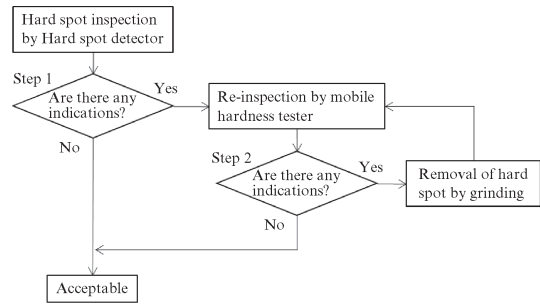 Hard spot inspection
by Hard spot detector
Step 1
Yes
Are there any
indications?
No
Re-inspection by mobile
hardness tester
Step 2
Yes
Are there any
indications?
No
Removal of hard
spot by grinding
Acceptable